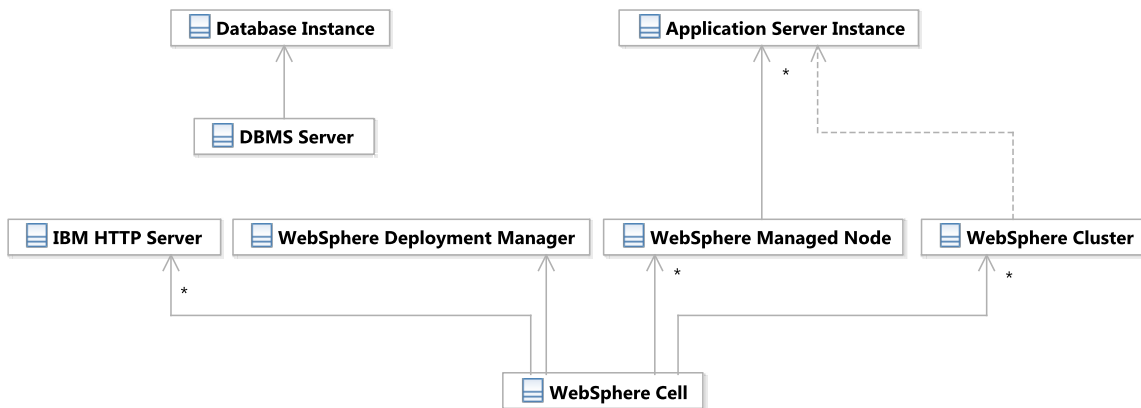 Database Instance
Application Server Instance
*
DBMS Server
IBM HTTP Server
WebSphere Deployment Manager
WebSphere Managed Node
WebSphere Cluster
*
*
*
WebSphere Cell